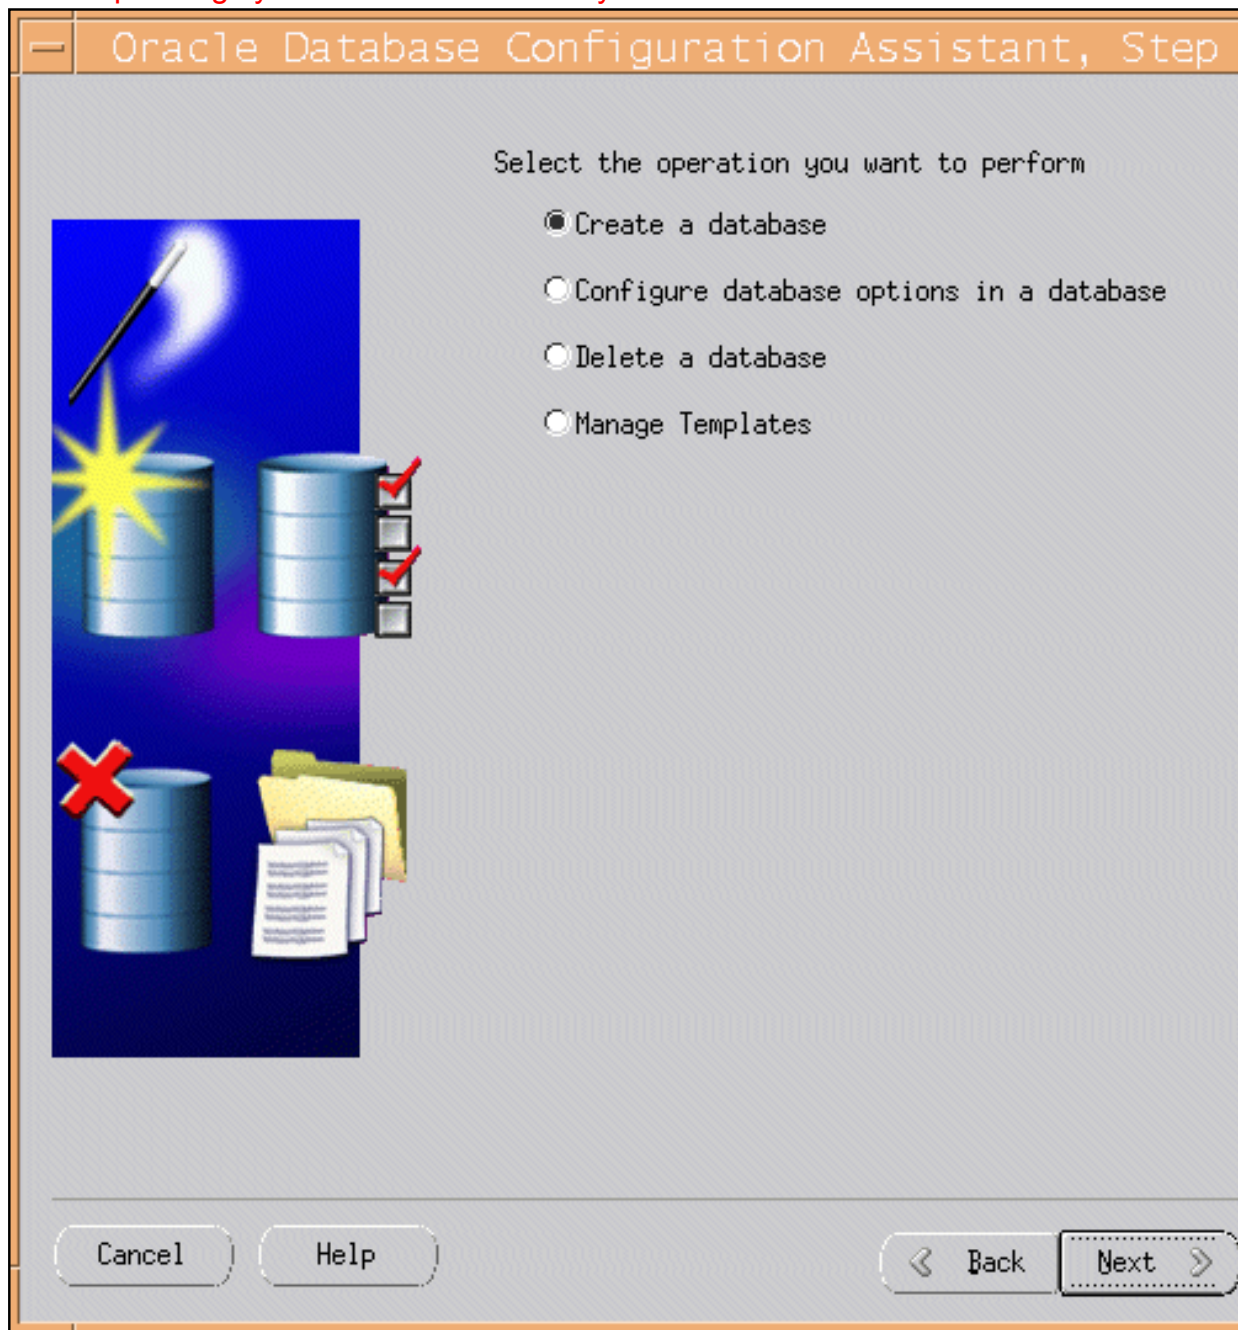 Oracle Database Configuration Assistant, Step
Select the operation you want to perform
Create a database
Configure database options in a database
Delete a database
Manage Templates
Cancel
Help
Back
Next